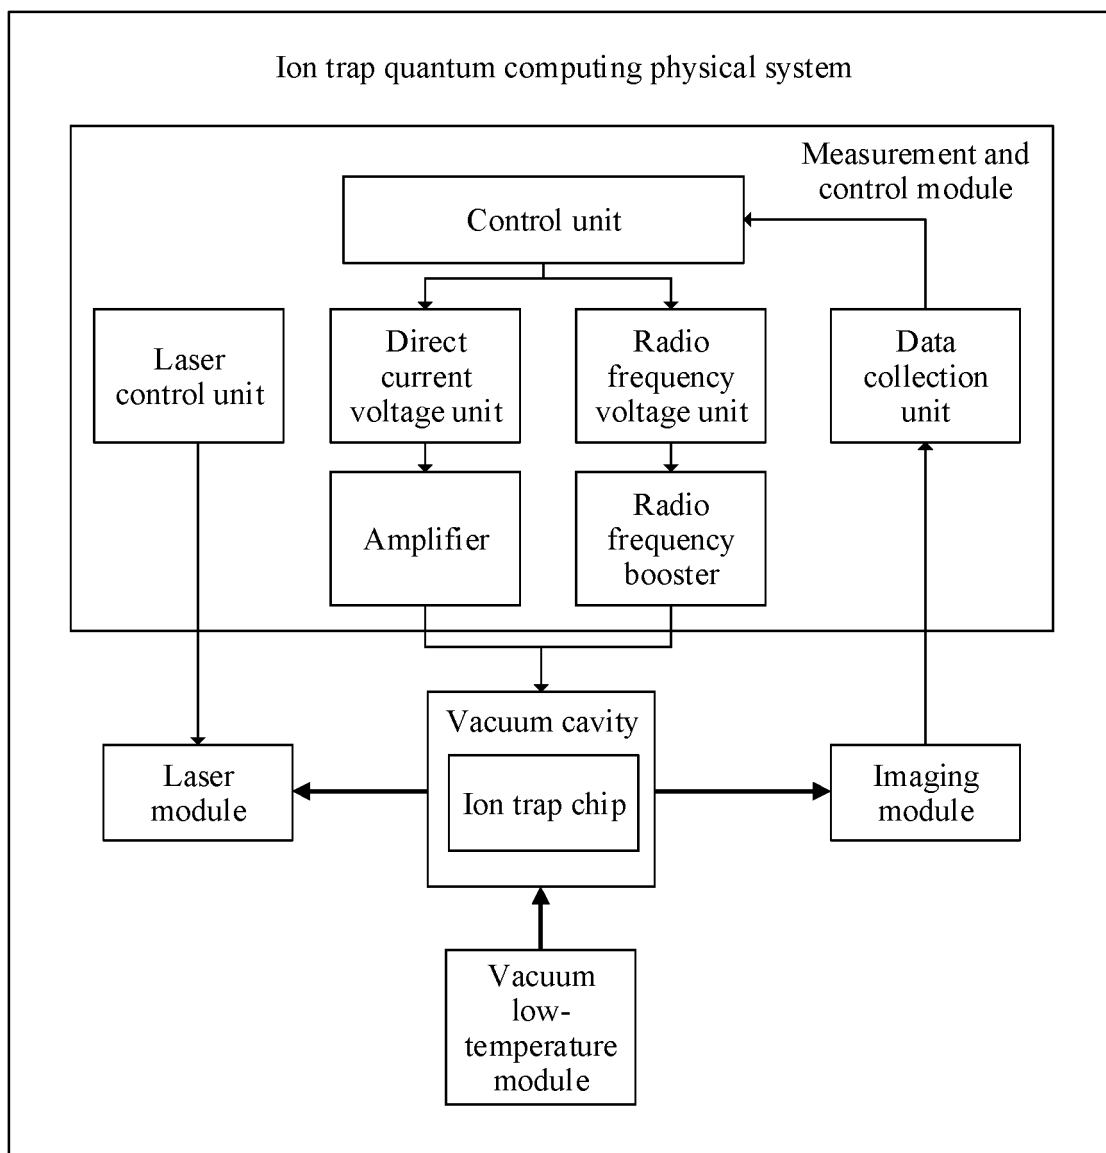 Ion trap quantum computing physical system
Measurement and
control module
Control unit
Laser
control unit
Direct
current
voltage unit
Radio
frequency
voltage unit
Data
collection
unit
Amplifier
Radio
frequency
booster
Vacuum cavity
Laser
module
Ion trap chip
Imaging
module
Vacuum
low-
temperature
module